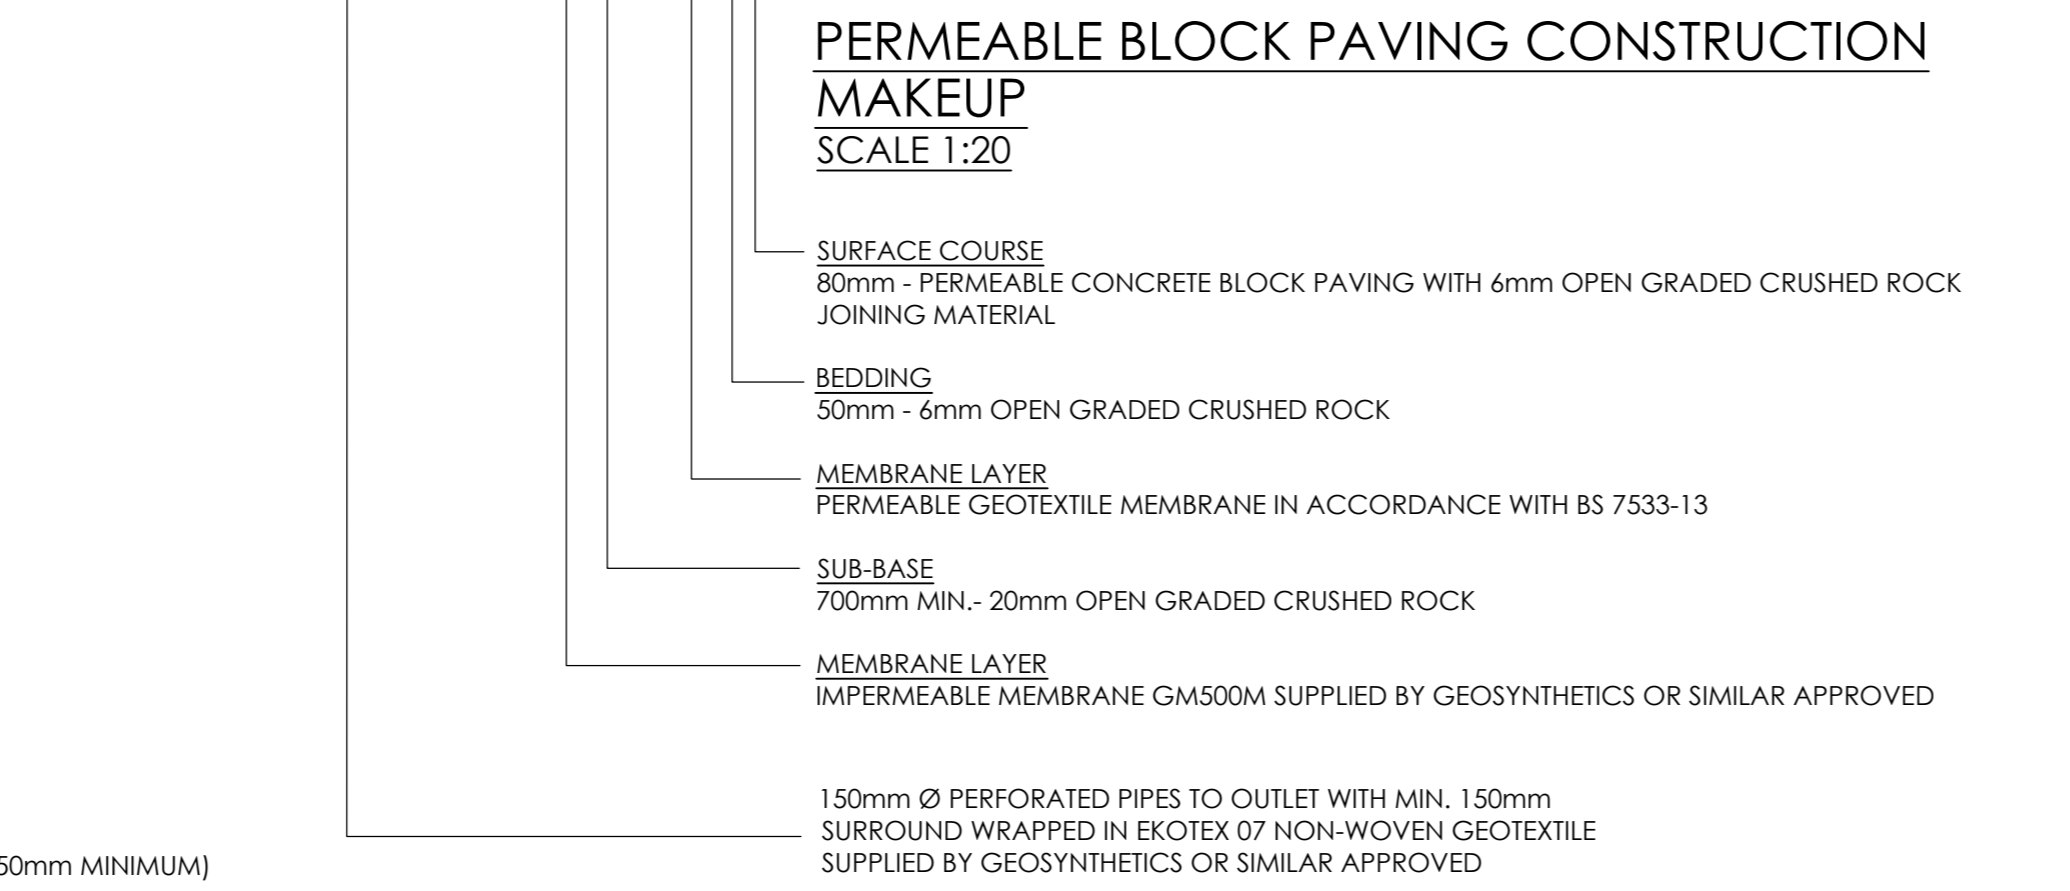 PERMEABLE BLOCK PAVING CONSTRUCTION
MAKEUP
SCALE 1:20
SURFACE COURSE
80mm - PERMEABLE CONCRETE BLOCK PAVING WITH 6mm OPEN GRADED CRUSHED ROCK
JOINING MATERIAL
BEDDING
50mm - 6mm OPEN GRADED CRUSHED ROCK
MEMBRANE LAYER
PERMEABLE GEOTEXTILE MEMBRANE IN ACCORDANCE WITH BS 7533-13
SUB-BASE
700mm MIN.- 20mm OPEN GRADED CRUSHED ROCK
MEMBRANE LAYER
IMPERMEABLE MEMBRANE GM500M SUPPLIED BY GEOSYNTHETICS OR SIMILAR APPROVED
150mm Ø PERFORATED PIPES TO OUTLET WITH MIN. 150mm
SURROUND WRAPPED IN EKOTEX 07 NON-WOVEN GEOTEXTILE
SUPPLIED BY GEOSYNTHETICS OR SIMILAR APPROVED
MINIMUM)